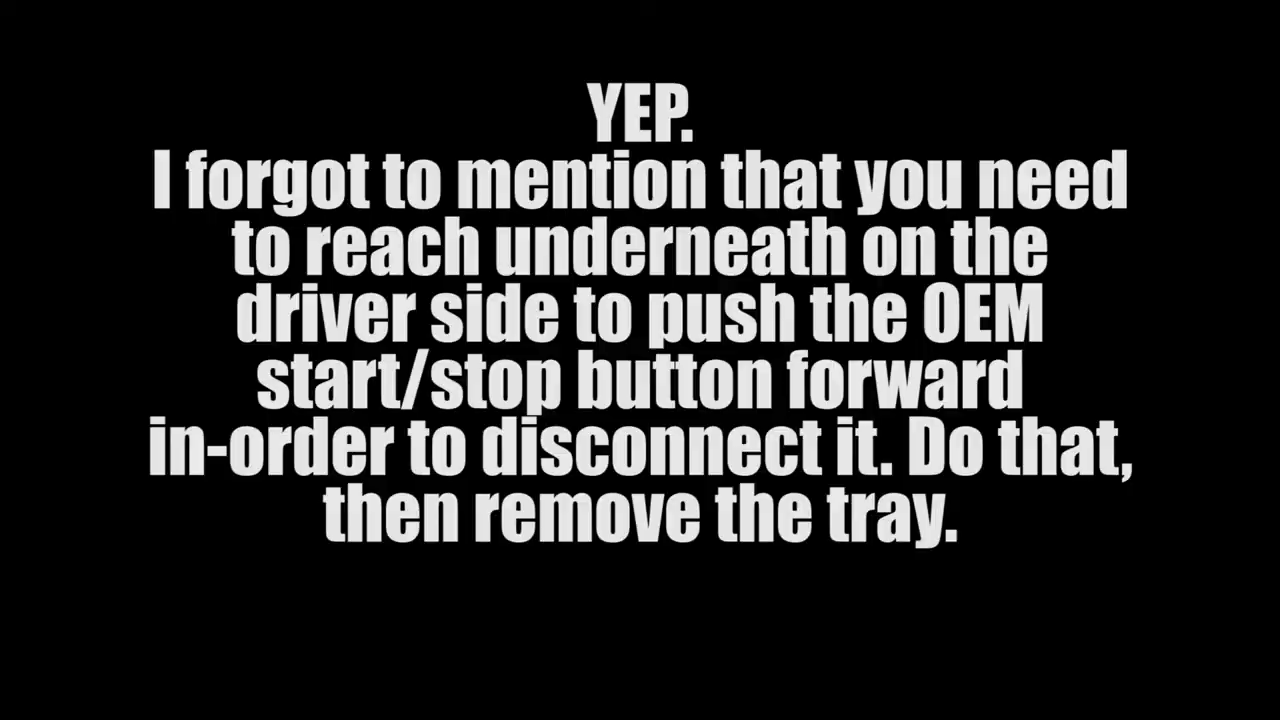 YEP.
I forgot to mention that you need
to reach underneath on the
driver side to push the OEM
start/stop button forward
in-order to disconnect it. Do that,
then remove the tray.